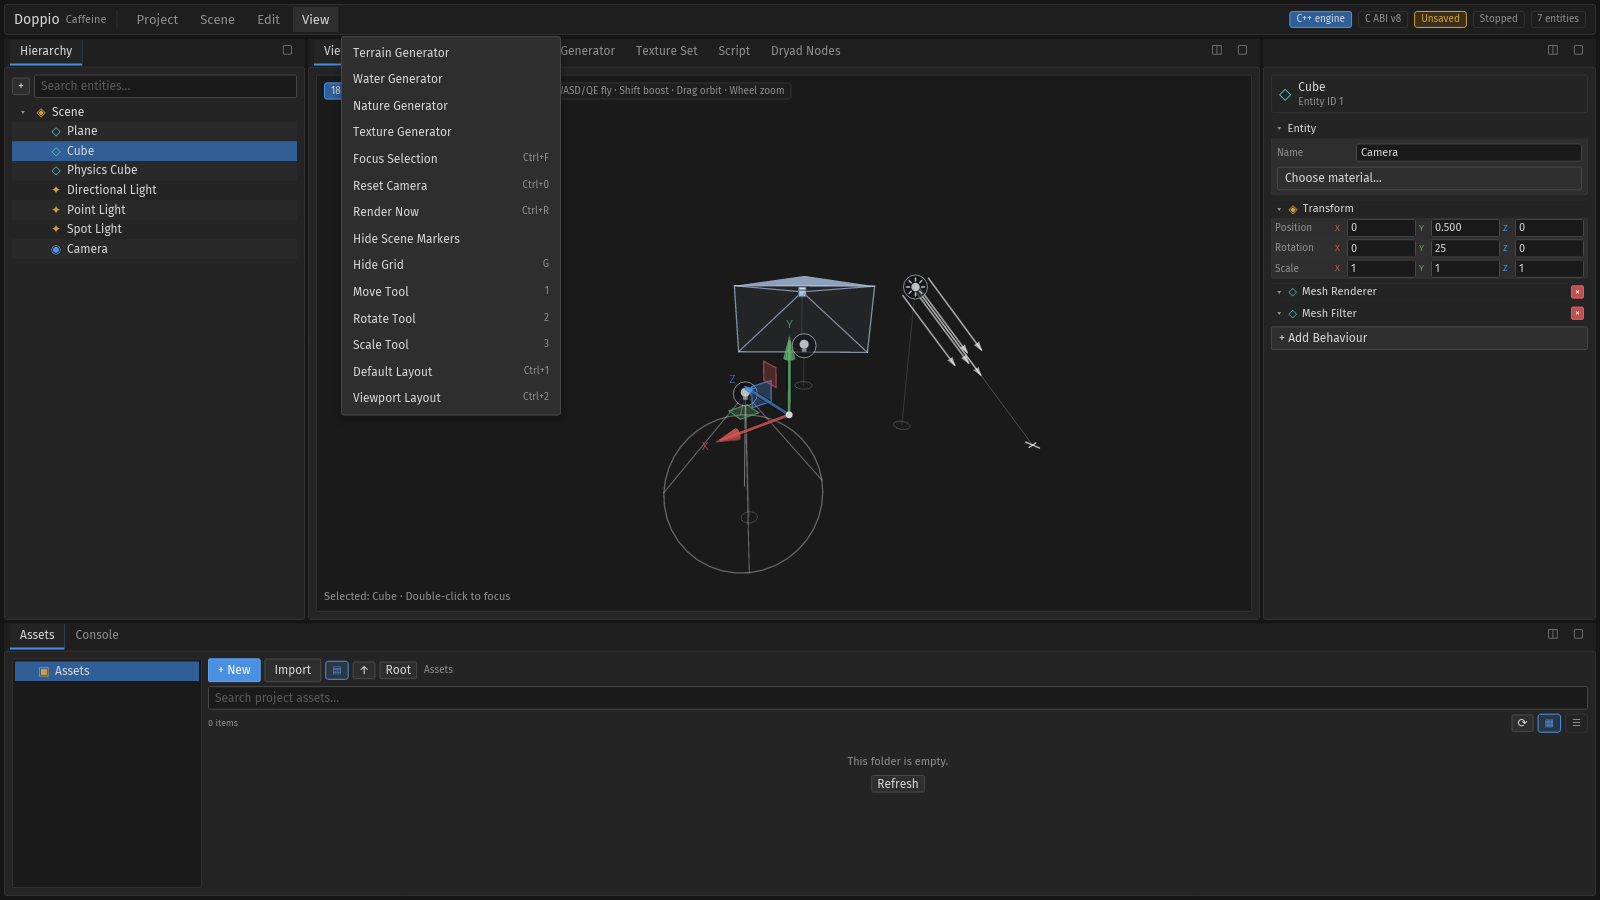 Doppio Caffeine Project Scene Edit View C++ engine C ABI v8 Unsaved Stopped 7 entities
Hierarchy
+ Search entities...
Scene
Plane
Cube
Physics Cube
Directional Light
Point Light
Spot Light
Camera
Vie Generator Texture Set Script Dryad Nodes
18 ASD/QE fly · Shift boost · Drag orbit · Wheel zoom
Terrain Generator
Water Generator
Nature Generator
Texture Generator
Focus Selection Ctrl+F
Reset Camera Ctrl+0
Render Now Ctrl+R
Hide Scene Markers
Hide Grid G
Move Tool 1
Rotate Tool 2
Scale Tool 3
Default Layout Ctrl+1
Viewport Layout Ctrl+2
Y
Z
X
Selected: Cube · Double-click to focus
Cube
Entity ID 1
Entity
Name Camera
Choose material...
Transform
Position X 0 Y 0.500 Z 0
Rotation X 0 Y 25 Z 0
Scale X 1 Y 1 Z 1
Mesh Renderer
Mesh Filter
+ Add Behaviour
Assets Console
Assets
+ New Import ↑ Root Assets
Search project assets...
0 items
This folder is empty.
Refresh